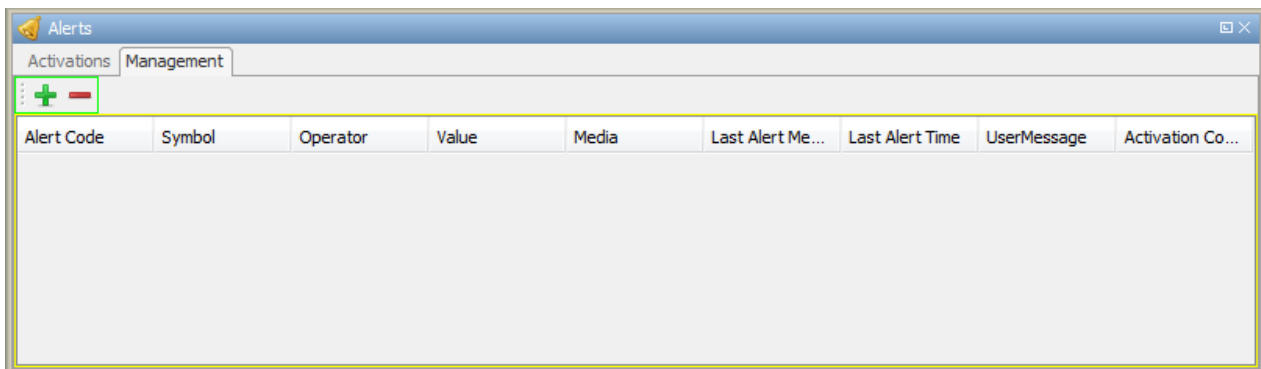 Alerts
Activations Management
Alert Code Symbol Operator Value Media Last Alert Me... Last Alert Time UserMessage Activation Co...